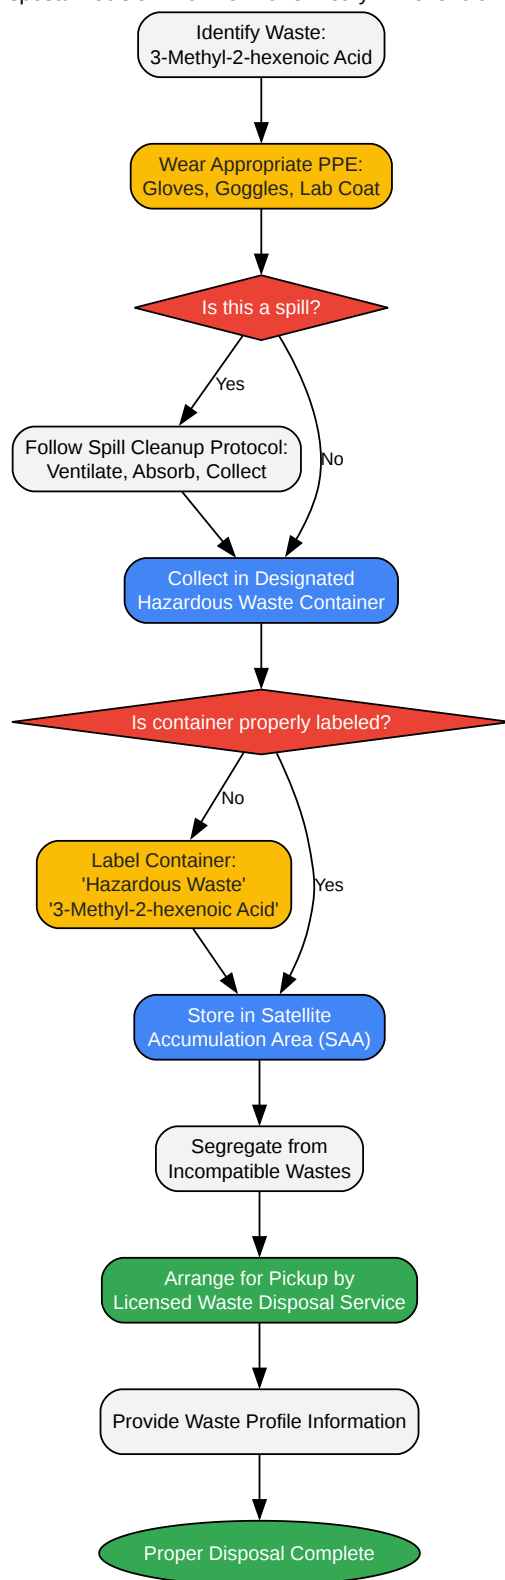 Identify Waste:
3-Methyl-2-hexenoic Acid
Wear Appropriate PPE:
Gloves, Goggles, Lab Coat
Is this a spill?
Yes
Follow Spill Cleanup Protocol:
Ventilate, Absorb, Collect
No
Collect in Designated
Hazardous Waste Container
Is container properly labeled?
No
Label Container:
'Hazardous Waste'
'3-Methyl-2-hexenoic Acid'
Yes
Store in Satellite
Accumulation Area (SAA)
Segregate from
Incompatible Wastes
Arrange for Pickup by
Licensed Waste Disposal Service
Provide Waste Profile Information
Proper Disposal Complete